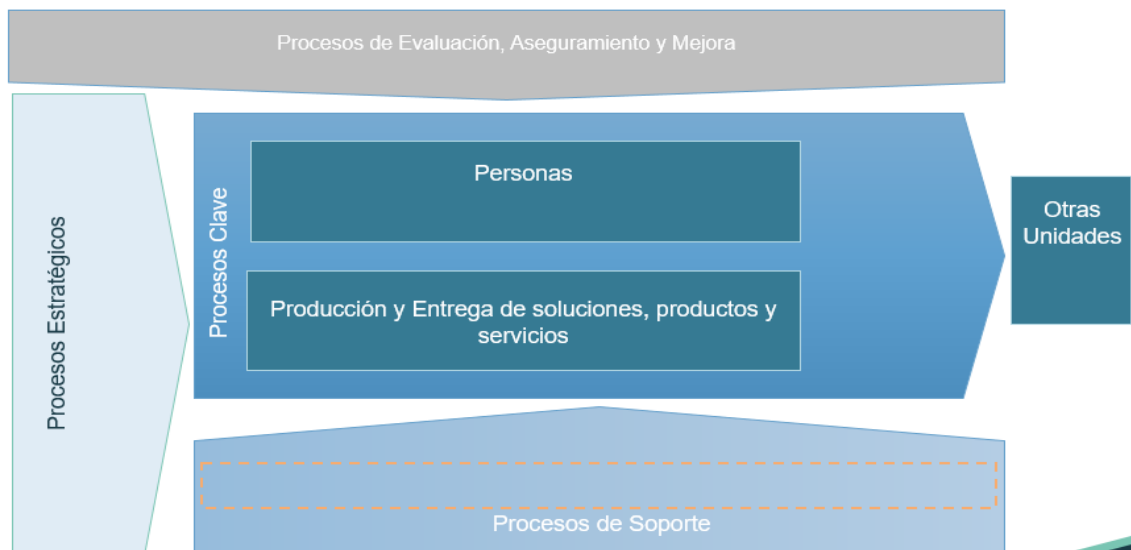 Procesos de Evaluación, Aseguramiento y Mejora
Procesos Estratégicos
Procesos Clave
Personas
Producción y Entrega de soluciones, productos y
servicios
Otras
Unidades
Procesos de Soporte